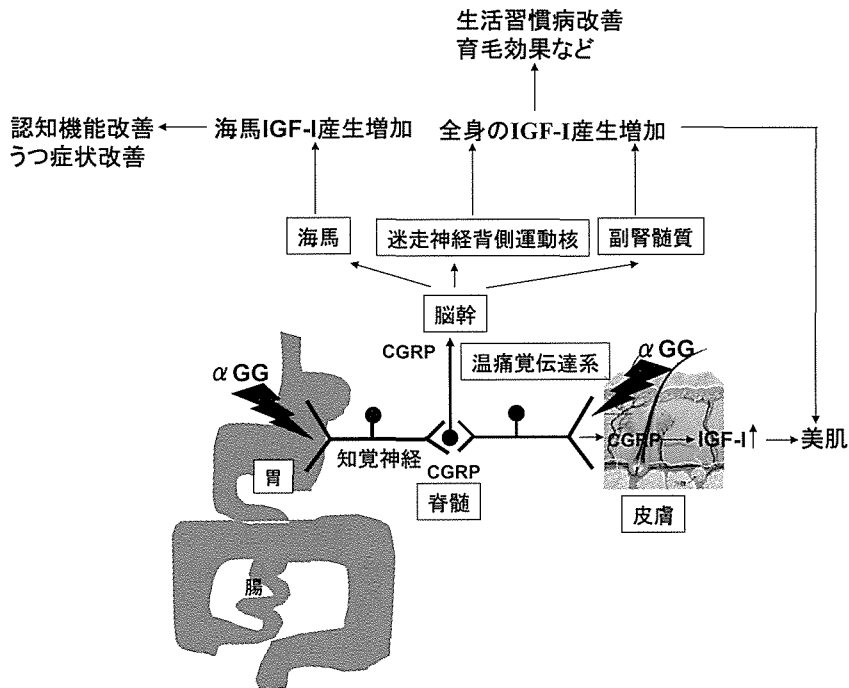 生活習慣病改善
育毛効果など
認知機能改善
うつ症状改善
海馬IGF-I産生増加
全身のIGF-I産生増加
海馬
迷走神経背側運動核
副腎髄質
脳幹
CGRP
温痛覚伝達系
αGG
αGG
知覚神経
CGRP
CGRP
IGF-I↑
美肌
胃
脊髄
皮膚
腸